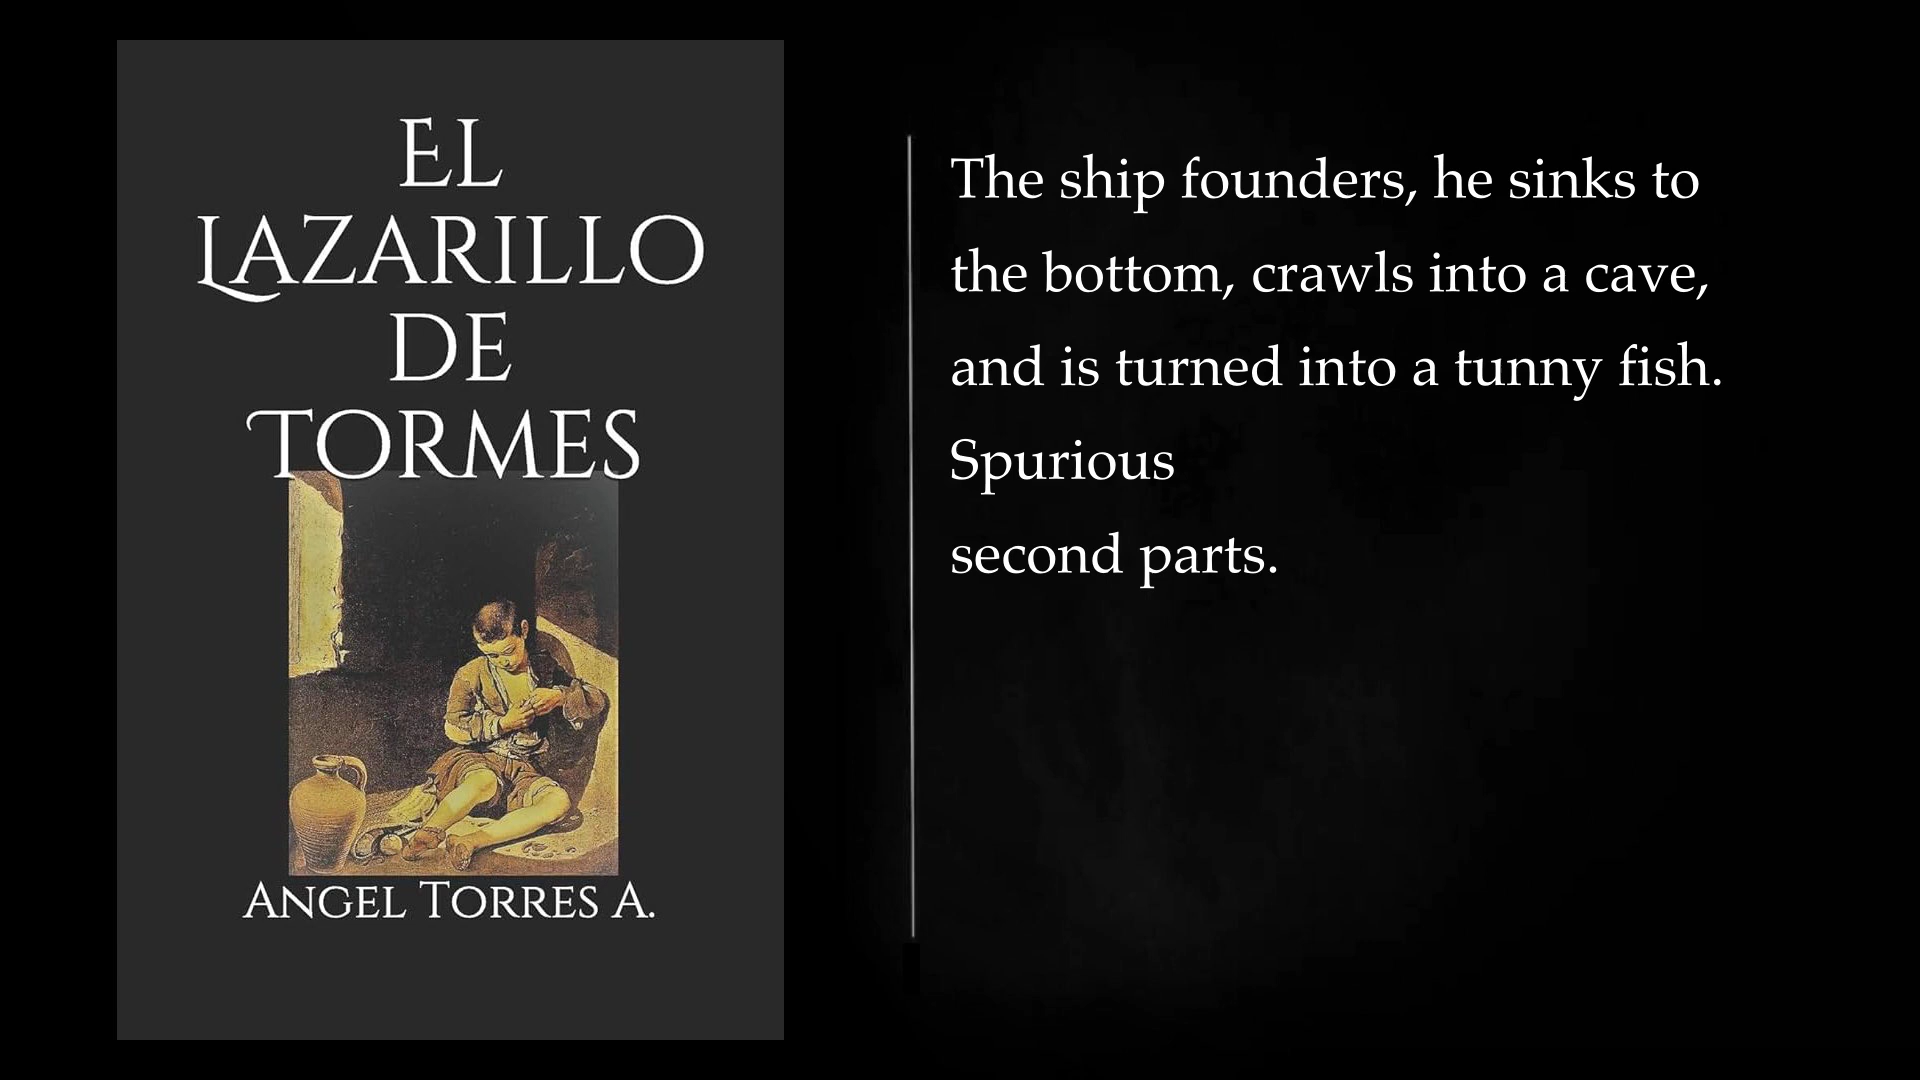 EL
LAZARILLO
DE
TORMES
ANGEL TORRES A.
The ship founders, he sinks to
the bottom, crawls into a cave,
and is turned into a tunny fish.
Spurious
second parts.